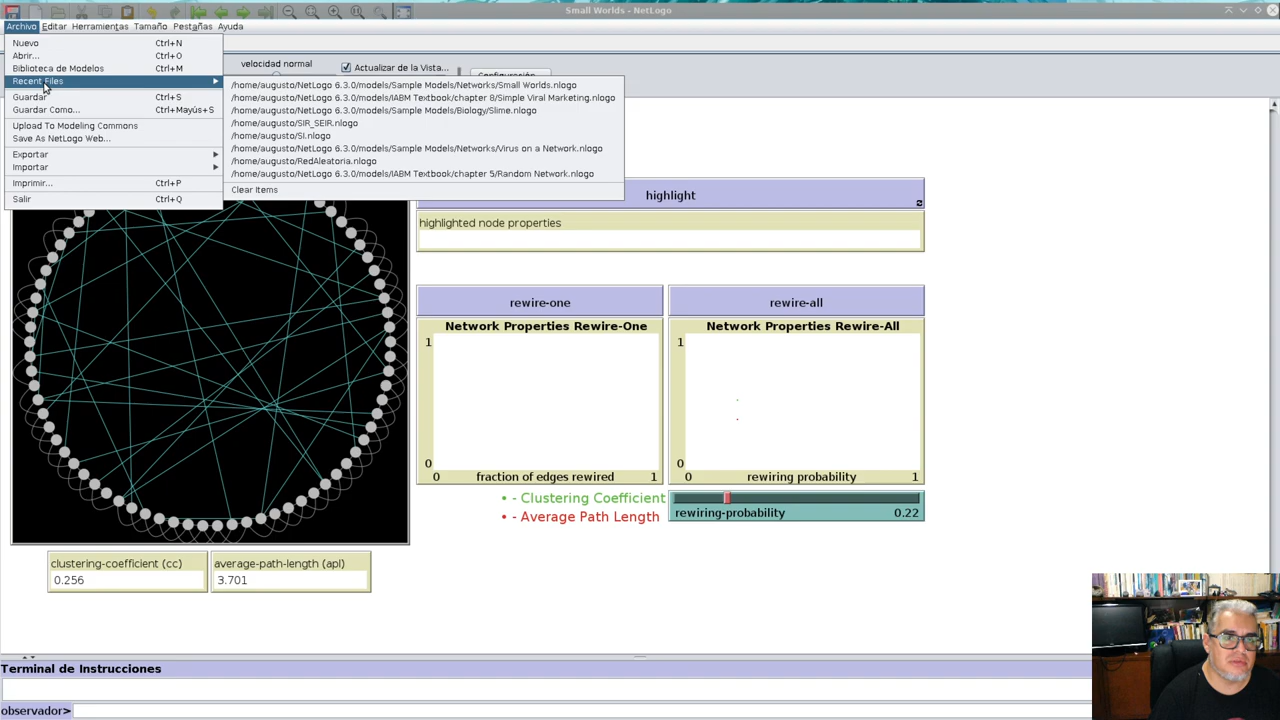 Small Worlds - NetLogo
Archivo Editar Herramientas Tamaño Pestañas Ayuda
Nuevo Ctrl+N
Abrir... Ctrl+O
Biblioteca de Modelos Ctrl+M
Recent Files
Guardar Ctrl+S
Guardar Como... Ctrl+Mayús+S
Upload To Modeling Commons
Save As NetLogo Web...
Exportar
Importar
Imprimir... Ctrl+P
Salir Ctrl+Q
velocidad normal
Actualizar de la Vista...
Configuración...
/home/augusto/NetLogo 6.3.0/models/Sample Models/Networks/Small Worlds.nlogo
/home/augusto/NetLogo 6.3.0/models/IABM Textbook/chapter 8/Simple Viral Marketing.nlogo
/home/augusto/NetLogo 6.3.0/models/Sample Models/Biology/Slime.nlogo
/home/augusto/SIR_SEIR.nlogo
/home/augusto/SI.nlogo
/home/augusto/NetLogo 6.3.0/models/Sample Models/Networks/Virus on a Network.nlogo
/home/augusto/RedAleatoria.nlogo
/home/augusto/NetLogo 6.3.0/models/IABM Textbook/chapter 5/Random Network.nlogo
Clear Items
highlight
highlighted node properties
rewire-one
rewire-all
Network Properties Rewire-One
1
0
0 fraction of edges rewired 1
Network Properties Rewire-All
1
0
0 rewiring probability 1
• - Clustering Coefficient
• - Average Path Length
rewiring-probability 0.22
clustering-coefficient (cc)
0.256
average-path-length (apl)
3.701
Terminal de Instrucciones
observador>